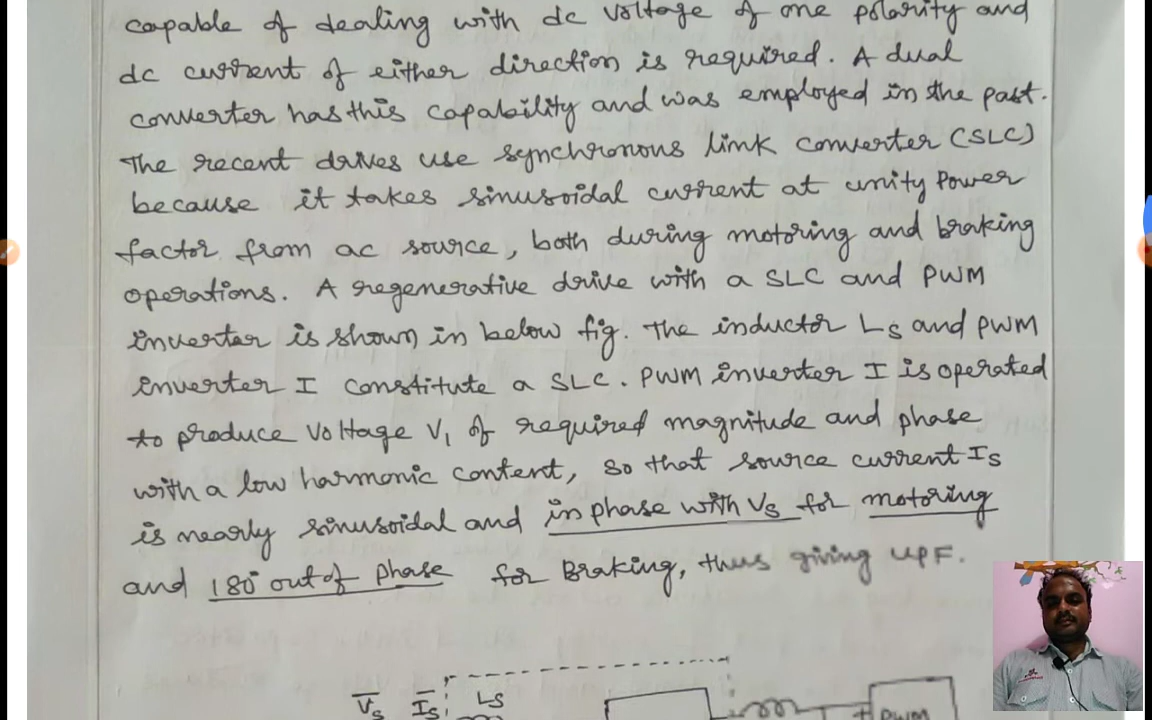 capable of dealing with dc voltage of one polarity and
dc current of either direction is required. A dual
converter has this capability and was employed in the past.
The recent drives use synchronous link converter (SLC)
because it takes sinusoidal current at unity power
factor from ac source, both during motoring and braking
operations. A regenerative drive with a SLC and PWM
inverter is shown in below fig. The inductor Ls and PWM
inverter I constitute a SLC. PWM inverter I is operated
to produce voltage V1 of required magnitude and phase
with a low harmonic content, so that source current Is
is nearly sinusoidal and in phase with Vs for motoring
and 180° out of phase for Braking, thus giving UPF.
Vs Is Ls
+ PWM